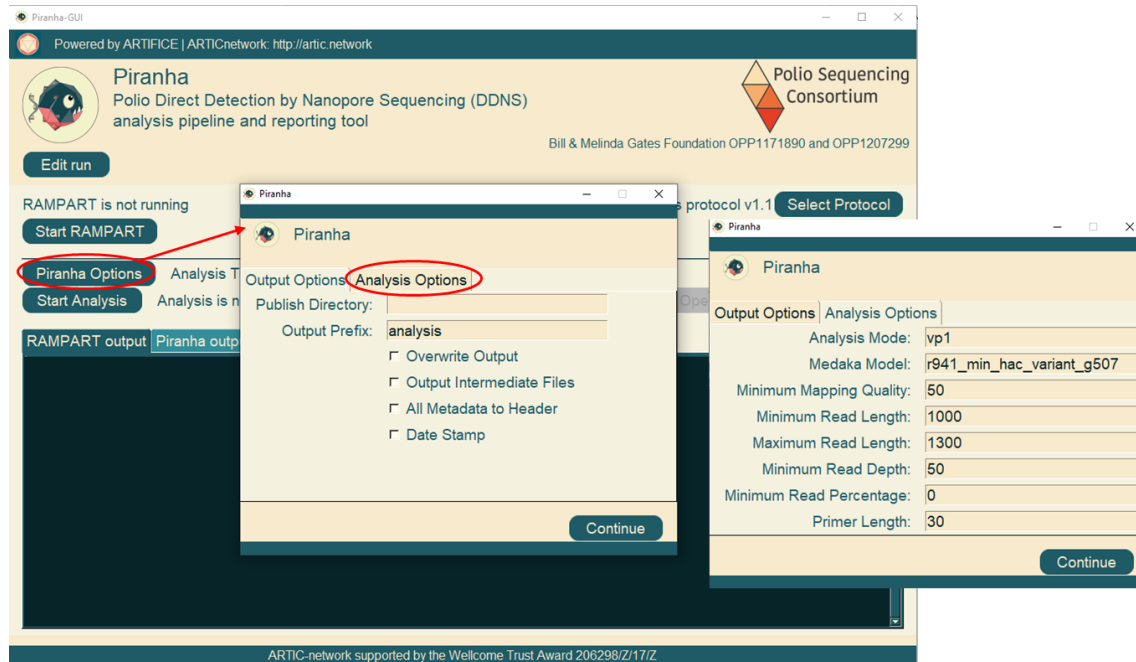 Piranha-GUI
Powered by ARTIFICE | ARTICnetwork: http://artic.network
Piranha
Polio Direct Detection by Nanopore Sequencing (DDNS)
analysis pipeline and reporting tool
Polio Sequencing
Consortium
Bill & Melinda Gates Foundation OPP1171890 and OPP1207299
Edit run
RAMPART is not running
protocol v1.1 Select Protocol
Start RAMPART
Piranha Options Analysis T
Start Analysis Analysis is n
Ope
RAMPART output Piranha outp
Piranha
Piranha
Output Options Analysis Options
Publish Directory:
Output Prefix: analysis
Overwrite Output
Output Intermediate Files
All Metadata to Header
Date Stamp
Continue
Piranha
Piranha
Output Options Analysis Options
Analysis Mode: vp1
Medaka Model: r941_min_hac_variant_g507
Minimum Mapping Quality: 50
Minimum Read Length: 1000
Maximum Read Length: 1300
Minimum Read Depth: 50
Minimum Read Percentage: 0
Primer Length: 30
Continue
ARTIC-network supported by the Wellcome Trust Award 206298/Z/17/Z